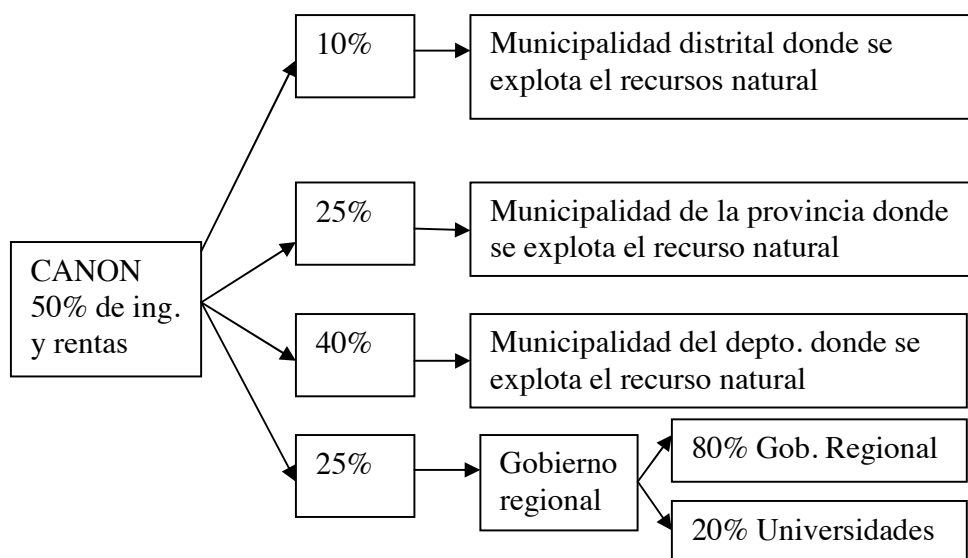 10%
Municipalidad distrital donde se
explota el recursos natural
25%
Municipalidad de la provincia donde
se explota el recurso natural
CANON
50% de ing.
y rentas
40%
Municipalidad del depto. donde se
explota el recurso natural
25%
Gobierno
regional
80% Gob. Regional
20% Universidades